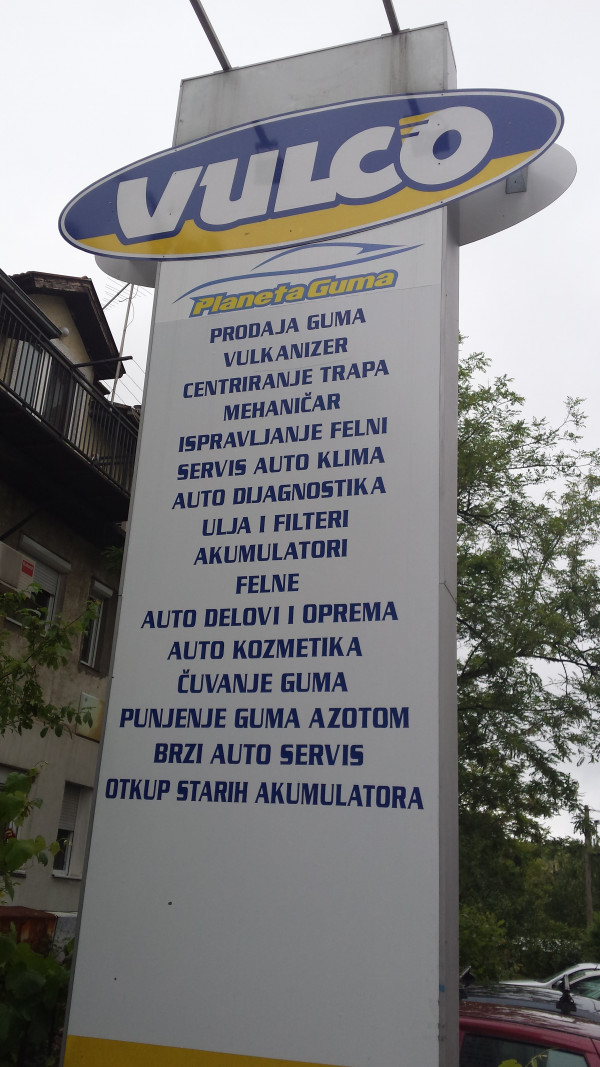 VULCO
Planeta Guma
PRODAJA GUMA
VULKANIZER
CENTRIRANJE TRAPA
MEHANIČAR
ISPRAVLJANJE FELNI
SERVIS AUTO KLIMA
AUTO DIJAGNOSTIKA
ULJA I FILTERI
AKUMULATORI
FELNE
AUTO DELOVI I OPREMA
AUTO KOZMETIKA
ČUVANJE GUMA
PUNJENJE GUMA AZOTOM
BRZI AUTO SERVIS
OTKUP STARIH AKUMULATORA